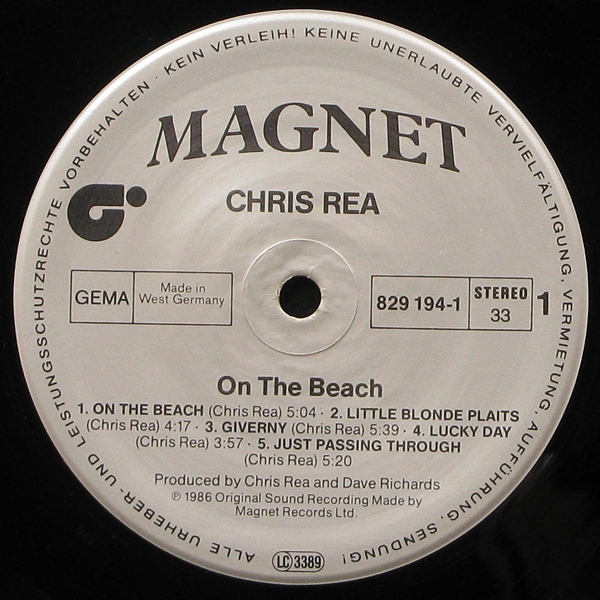 ALLE URHEBER- UND LEISTUNGSSCHUTZRECHTE VORBEHALTEN · KEIN VERLEIH! KEINE UNERLAUBTE VERVIELFÄLTIGUNG, VERMIETUNG, AUFFÜHRUNG, SENDUNG!
MAGNET
CHRIS REA
GEMA
Made in
West Germany
829 194-1
STEREO
33
1
On The Beach
1. ON THE BEACH (Chris Rea) 5:04 · 2. LITTLE BLONDE PLAITS
(Chris Rea) 4:17 · 3. GIVERNY (Chris Rea) 5:39 · 4. LUCKY DAY
(Chris Rea) 3:57 · 5. JUST PASSING THROUGH
(Chris Rea) 5:20
Produced by Chris Rea and Dave Richards
℗ 1986 Original Sound Recording Made by
Magnet Records Ltd.
LC 3389